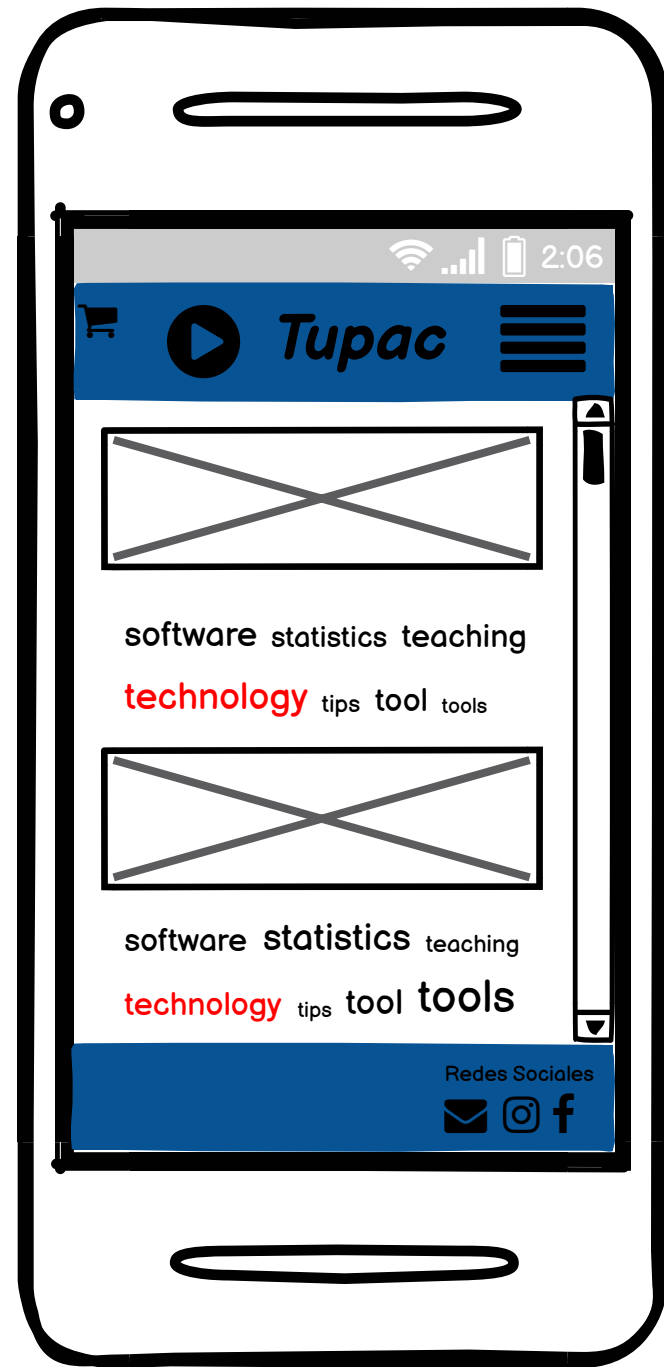 2:06
Tupac
software statistics teaching
technology tips tool tools
software statistics teaching
technology tips tool tools
Redes Sociales